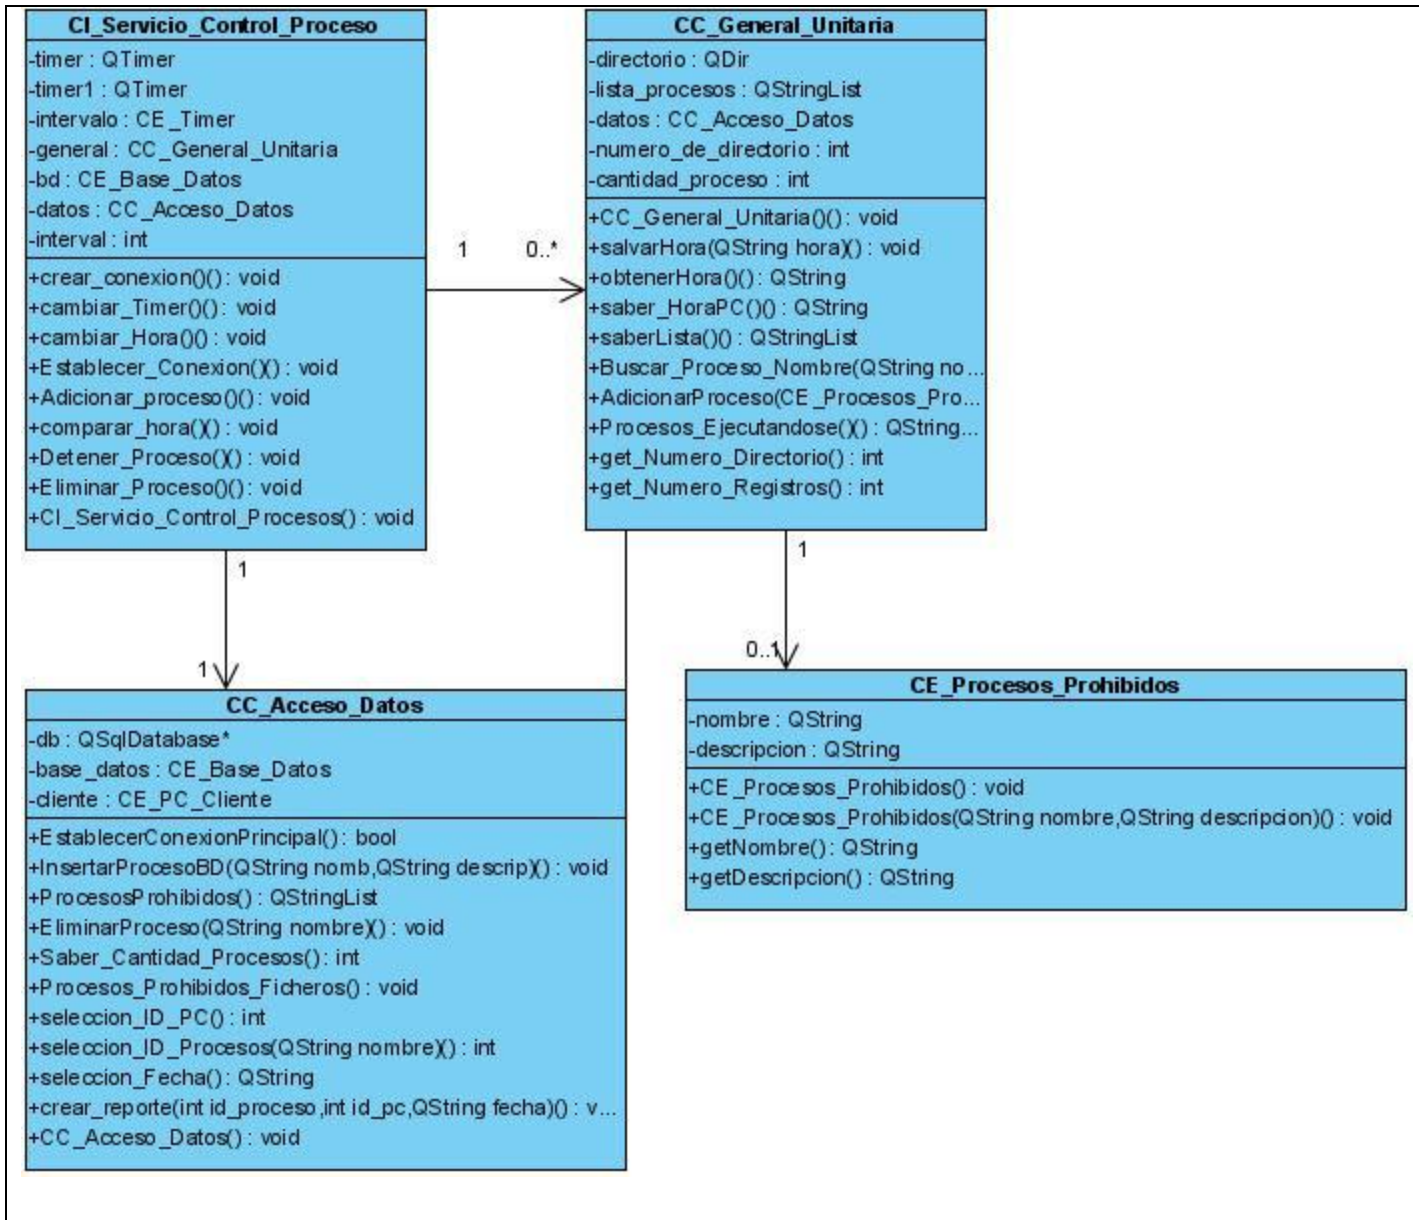 CI_Servicio_Control_Proceso
-timer : QTimer
-timer1 : QTimer
-intervalo : CE_Timer
-general : CC_General_Unitaria
-bd : CE_Base_Datos
-datos : CC_Acceso_Datos
-interval : int
+crear_conexion()() : void
+cambiar_Timer()() : void
+cambiar_Hora()() : void
+Establecer_Conexion()() : void
+Adicionar_proceso()() : void
+comparar_hora()() : void
+Detener_Proceso()() : void
+Eliminar_Proceso()() : void
+CI_Servicio_Control_Procesos() : void
1
0..*
CC_General_Unitaria
-directorio : QDir
-lista_procesos : QStringList
-datos : CC_Acceso_Datos
-numero_de_directorio : int
-cantidad_proceso : int
+CC_General_Unitaria()() : void
+salvarHora(QString hora)() : void
+obtenerHora()() : QString
+saber_HoraPC()() : QString
+saberLista()() : QStringList
+Buscar_Proceso_Nombre(QString no...
+AdicionarProceso(CE_Procesos_Pro...
+Procesos_Ejecutandose()() : QString...
+get_Numero_Directorio() : int
+get_Numero_Registros() : int
1
1
1
0..1
CC_Acceso_Datos
-db : QSqlDatabase*
-base_datos : CE_Base_Datos
-cliente : CE_PC_Cliente
+EstablecerConexionPrincipal() : bool
+InsertarProcesoBD(QString nomb,QString descrip)() : void
+ProcesosProhibidos() : QStringList
+EliminarProceso(QString nombre)() : void
+Saber_Cantidad_Procesos() : int
+Procesos_Prohibidos_Ficheros() : void
+seleccion_ID_PC() : int
+seleccion_ID_Procesos(QString nombre)() : int
+seleccion_Fecha() : QString
+crear_reporte(int id_proceso,int id_pc,QString fecha)() : v...
+CC_Acceso_Datos() : void
CE_Procesos_Prohibidos
-nombre : QString
-descripcion : QString
+CE_Procesos_Prohibidos() : void
+CE_Procesos_Prohibidos(QString nombre,QString descripcion)() : void
+getNombre() : QString
+getDescripcion() : QString